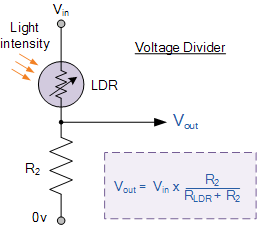 Vin
Light
intensity
Voltage Divider
LDR
Vout
R2
Vout = Vin x R2 / RLDR + R2
0v